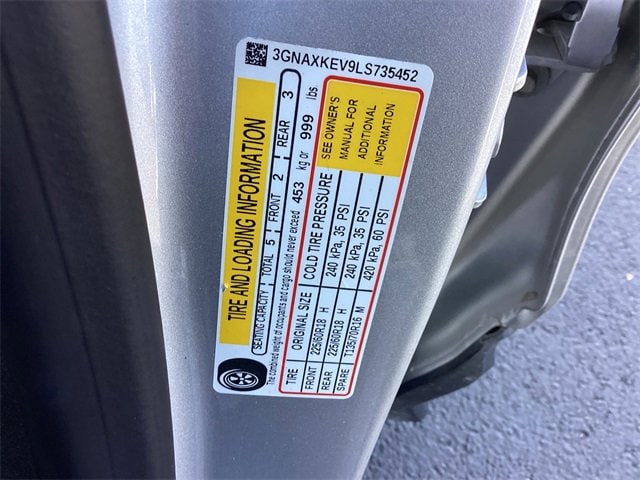 3GNAXKEV9LS735452
TIRE AND LOADING INFORMATION
SEATING CAPACITY TOTAL 5 FRONT 2 REAR 3
The combined weight of occupants and cargo should never exceed 453 kg or 999 lbs
TIRE ORIGINAL SIZE COLD TIRE PRESSURE SEE OWNER'S
FRONT 225/60R18 H 240 kPa, 35 PSI MANUAL FOR
REAR 225/60R18 H 240 kPa, 35 PSI ADDITIONAL
SPARE T135/70R16 M 420 kPa, 60 PSI INFORMATION